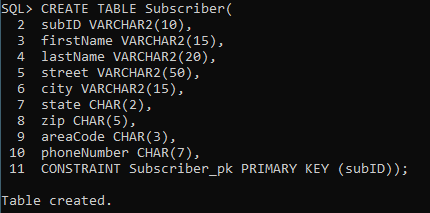 SQL> CREATE TABLE Subscriber(
2 subID VARCHAR2(10),
3 firstName VARCHAR2(15),
4 lastName VARCHAR2(20),
5 street VARCHAR2(50),
6 city VARCHAR2(15),
7 state CHAR(2),
8 zip CHAR(5),
9 areaCode CHAR(3),
10 phoneNumber CHAR(7),
11 CONSTRAINT Subscriber_pk PRIMARY KEY (subID));
Table created.